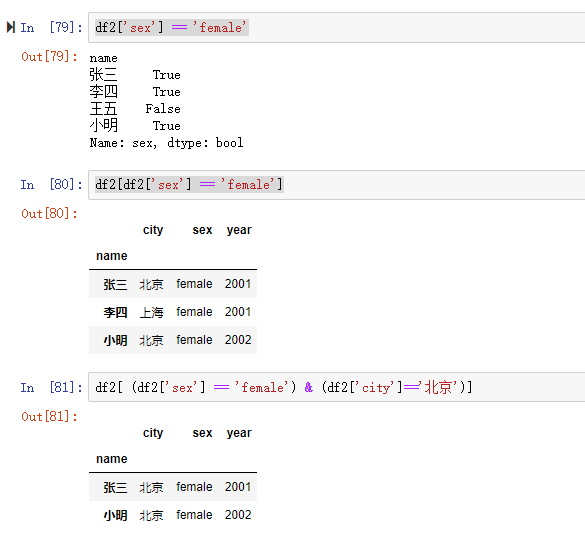 In [79]: df2['sex'] == 'female'
Out[79]: name
张三 True
李四 True
王五 False
小明 True
Name: sex, dtype: bool
In [80]: df2[df2['sex'] == 'female']
Out[80]:
city sex year
name
张三 北京 female 2001
李四 上海 female 2001
小明 北京 female 2002
In [81]: df2[ (df2['sex'] == 'female') & (df2['city']=='北京')]
Out[81]:
city sex year
name
张三 北京 female 2001
小明 北京 female 2002